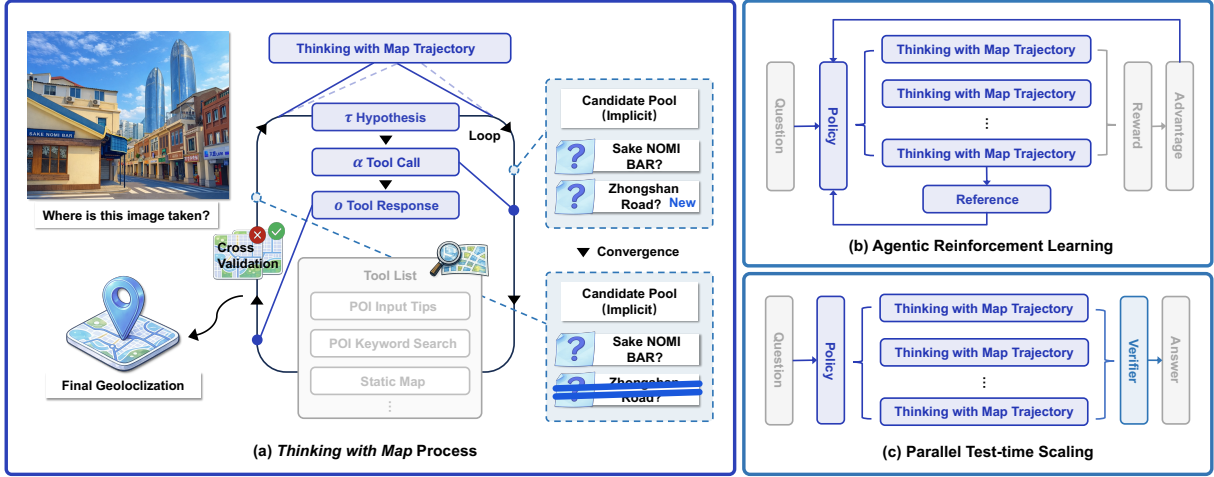 Thinking with Map Trajectory
SAKE NOMI BAR
Where is this image taken?
τ Hypothesis
Loop
α Tool Call
o Tool Response
Cross
Validation
Final Geoloclization
Tool List
POI Input Tips
POI Keyword Search
Static Map
⋮
Candidate Pool
(Implicit)
Sake NOMI
BAR?
Zhongshan
Road? New
Convergence
Candidate Pool
(Implicit)
Sake NOMI
BAR?
Zhongshan
Road?
(a) Thinking with Map Process
Question
Policy
Thinking with Map Trajectory
Thinking with Map Trajectory
⋮
Thinking with Map Trajectory
Reference
Reward
Advantage
(b) Agentic Reinforcement Learning
Question
Policy
Thinking with Map Trajectory
Thinking with Map Trajectory
⋮
Thinking with Map Trajectory
Verifier
Answer
(c) Parallel Test-time Scaling